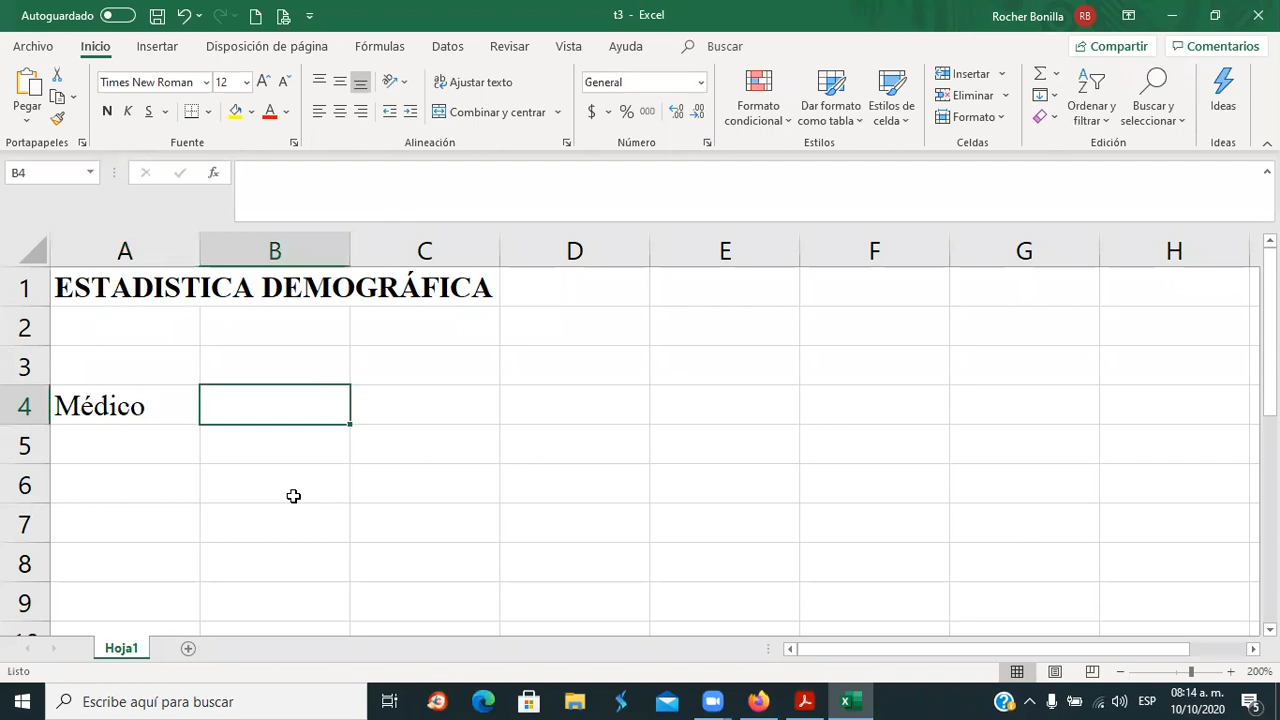 Autoguardado
t3 - Excel
Rocher Bonilla
RB
Archivo Inicio Insertar Disposición de página Fórmulas Datos Revisar Vista Ayuda Buscar Compartir Comentarios
Pegar
Times New Roman 12
N K S
Ajustar texto
Combinar y centrar
General
$ % 000
Formato condicional
Dar formato como tabla
Estilos de celda
Insertar
Eliminar
Formato
Ordenar y filtrar
Buscar y seleccionar
Ideas
Portapapeles Fuente Alineación Número Estilos Celdas Edición Ideas
B4 fx
A B C D E F G H
1 ESTADISTICA DEMOGRÁFICA
2
3
4 Médico
5
6
7
8
9
Hoja1
Listo
200%
Escribe aquí para buscar
ESP
08:14 a. m.
10/10/2020
5